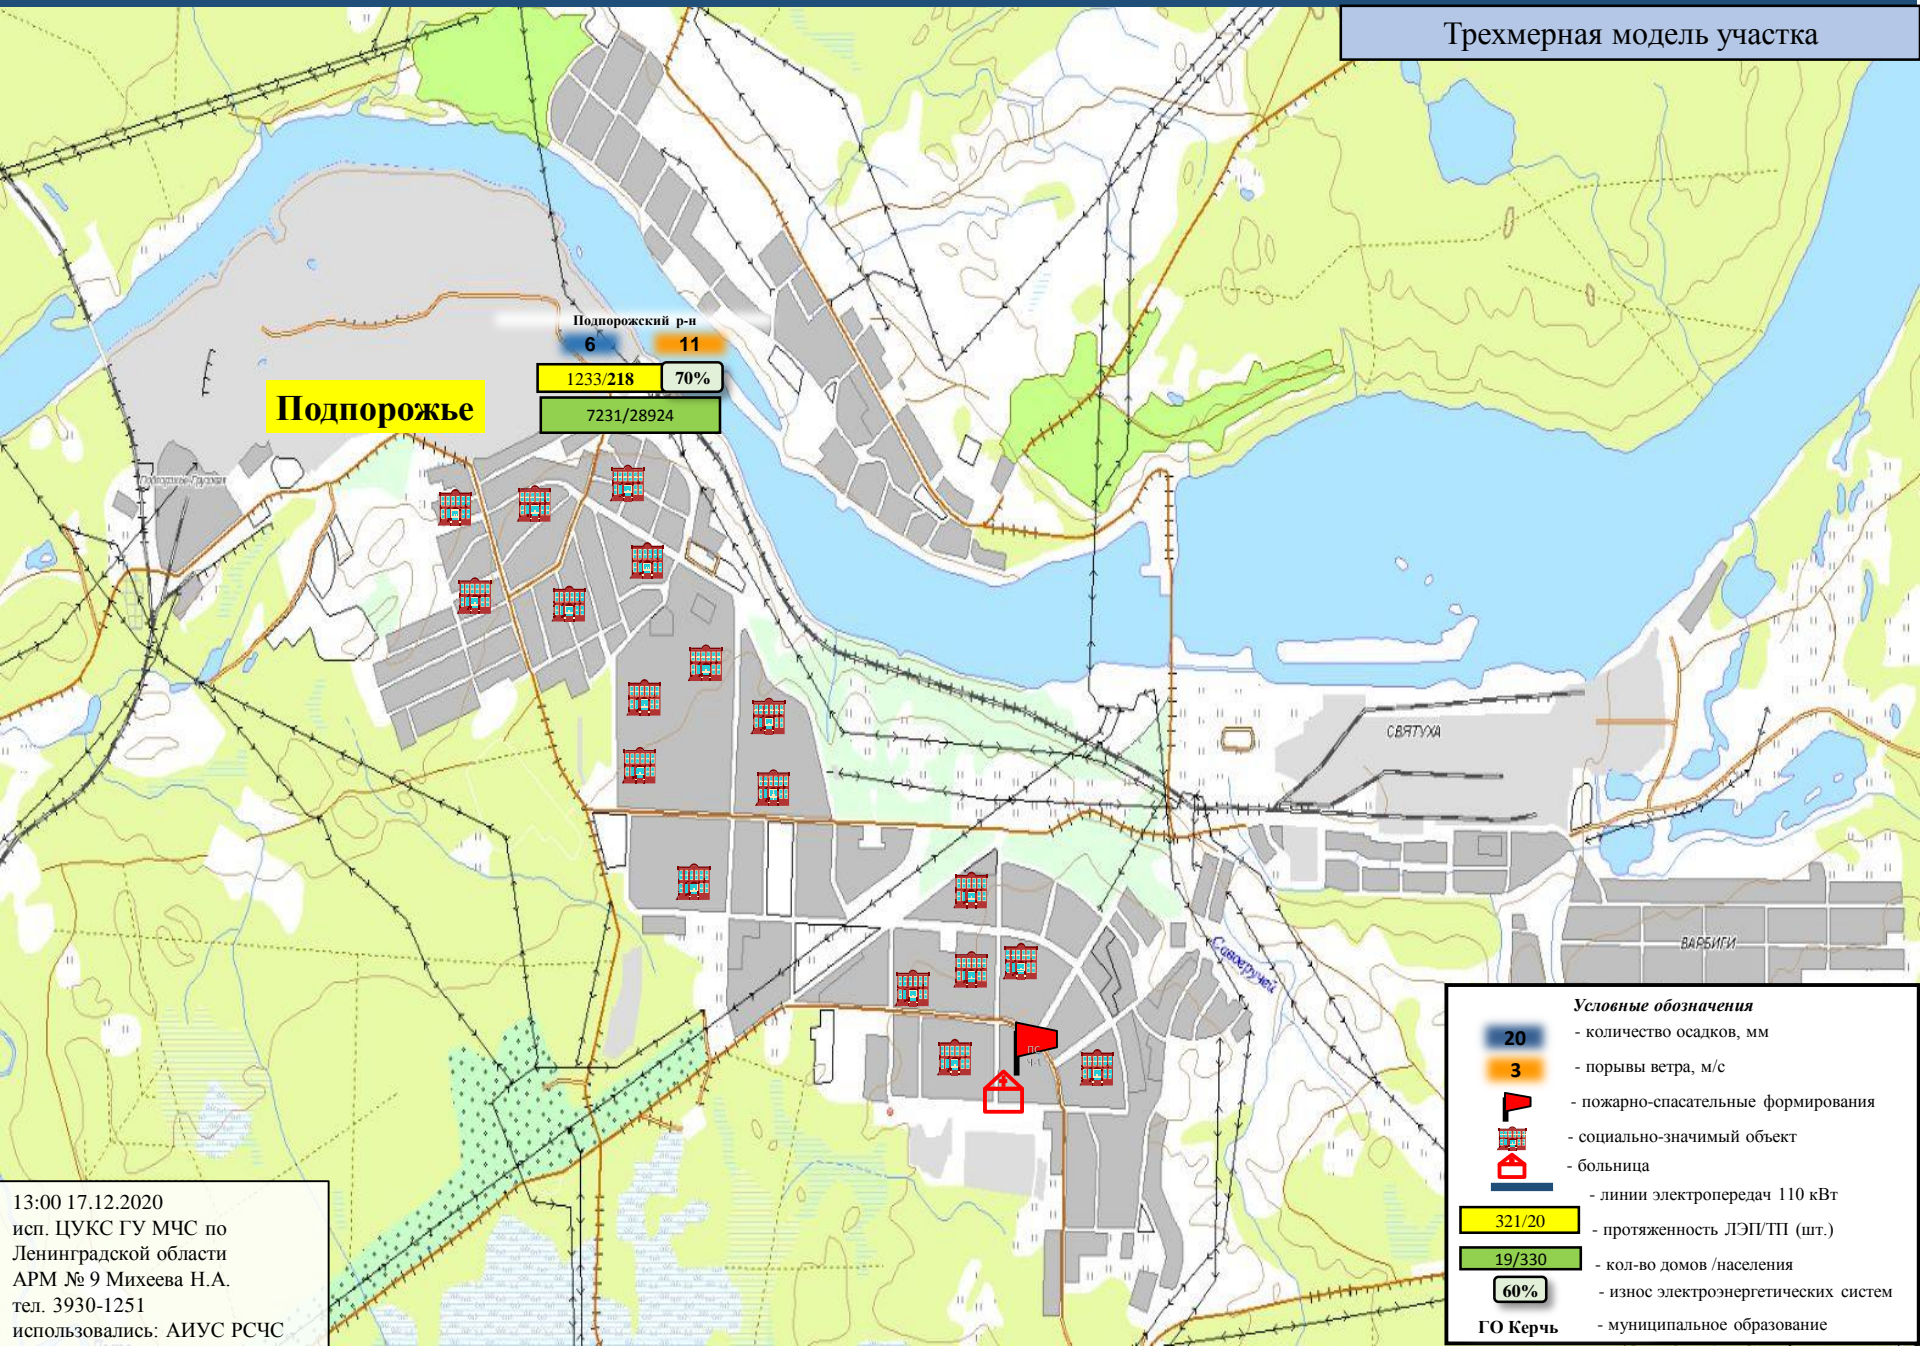 Трехмерная модель участка
Подпорожский р-н
6
11
1233/218
70%
7231/28924
Подпорожье
СВЯТУХА
ВАРБИГИ
Савоеручей
ПС
Ч-1
Условные обозначения
20 - количество осадков, мм
3 - порывы ветра, м/с
- пожарно-спасательные формирования
- социально-значимый объект
- больница
- линии электропередач 110 кВт
321/20 - протяженность ЛЭП/ТП (шт.)
19/330 - кол-во домов /населения
60% - износ электроэнергетических систем
ГО Керчь - муниципальное образование
13:00 17.12.2020
исп. ЦУКС ГУ МЧС по
Ленинградской области
АРМ № 9 Михеева Н.А.
тел. 3930-1251
использовались: АИУС РСЧС